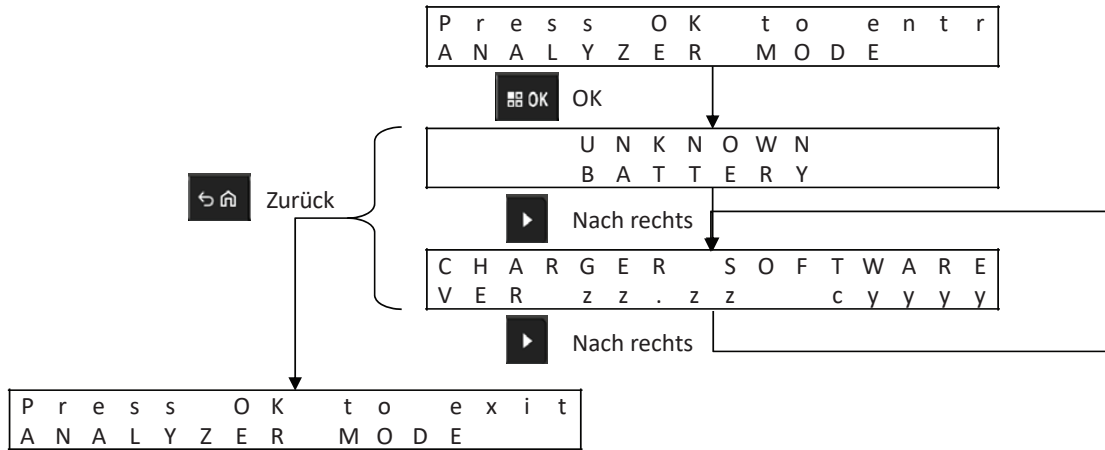 Press OK to entr
ANALYZER MODE
OK OK
UNKNOWN
BATTERY
Zurück
Nach rechts
CHARGER SOFTWARE
VER zz.zz cyyyy
Nach rechts
Press OK to exit
ANALYZER MODE